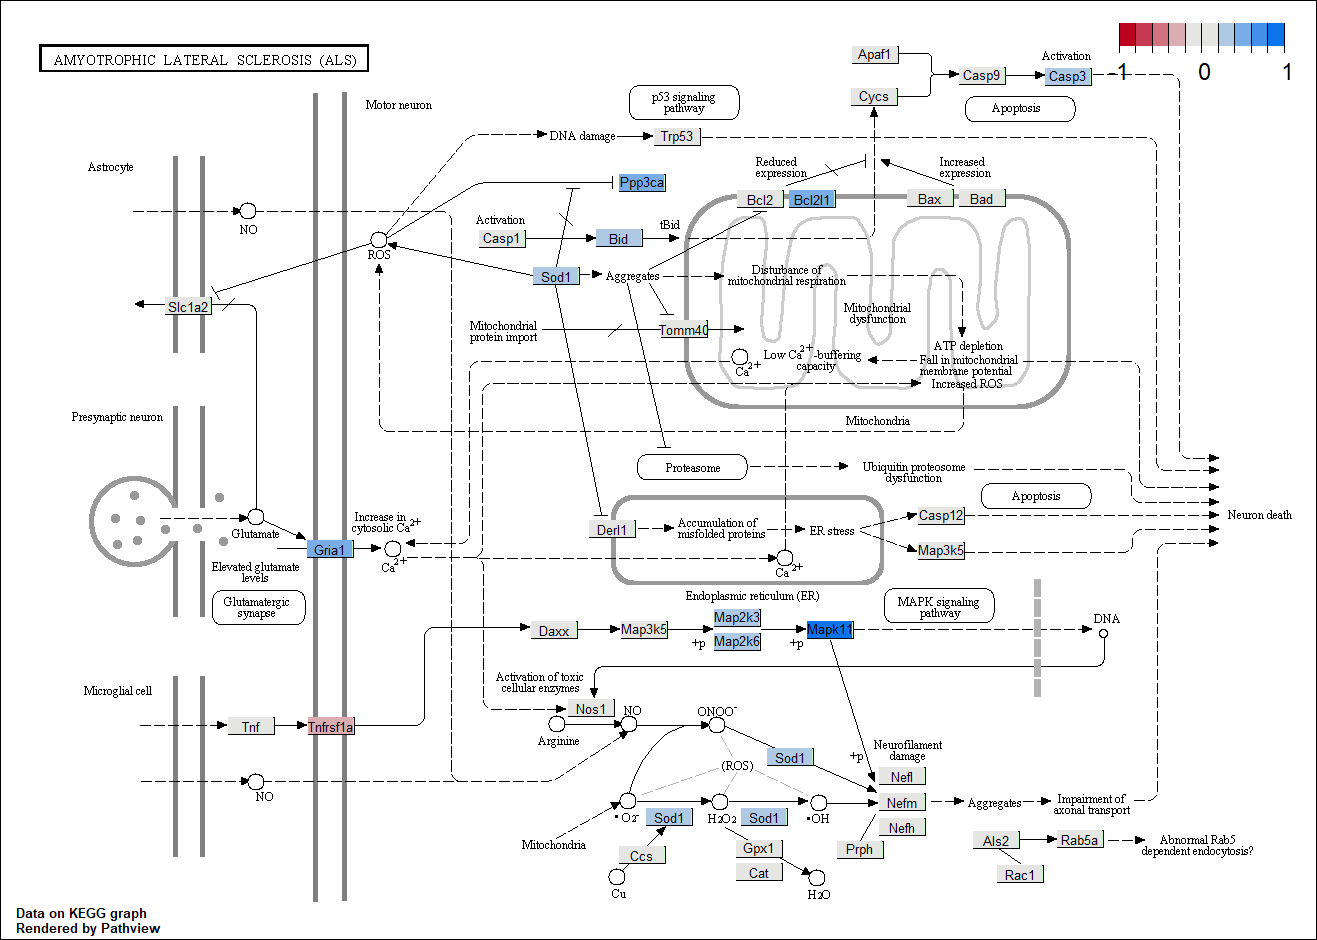 AMYOTROPHIC LATERAL SCLEROSIS (ALS)
-1
0
1
Motor neuron
Astrocyte
NO
p53 signaling
pathway
DNA damage
Trp53
Apaf1
Cycs
Casp9
Activation
Casp3
Apoptosis
Reduced
expression
Increased
expression
Ppp3ca
Bcl2
Bcl2l1
Bax
Bad
Activation
Casp1
Bid
tBid
ROS
Sod1
Aggregates
Disturbance of
mitochondrial respiration
Slc1a2
Mitochondrial
protein import
Tomm40
Mitochondrial
dysfunction
Ca2+
Low Ca2+-buffering
capacity
ATP depletion
Fall in mitochondrial
membrane potential
Increased ROS
Mitochondria
Presynaptic neuron
Proteasome
Ubiquitin proteosome
dysfunction
Apoptosis
Glutamate
Increase in
cytosolic Ca2+
Gria1
Ca2+
Elevated glutamate
levels
Glutamatergic
synapse
Derl1
Accumulation of
misfolded proteins
ER stress
Casp12
Map3k5
Neuron death
Ca2+
Endoplasmic reticulum (ER)
MAPK signaling
pathway
Daxx
Map3k5
+p
Map2k3
Map2k6
+p
Mapk11
DNA
Microglial cell
Activation of toxic
cellular enzymes
Tnf
Tnfrsf1a
Nos1
NO
ONOO-
Arginine
NO
(ROS)
Sod1
+p
Neurofilament
damage
Nefl
Nefm
Nefh
Prph
Aggregates
Impairment of
axonal transport
•O2-
Sod1
H2O2
Sod1
•OH
Mitochondria
Ccs
Cu
Gpx1
Cat
H2O
Als2
Rab5a
Rac1
Abnormal Rab5
dependent endocytosis?
Data on KEGG graph
Rendered by Pathview